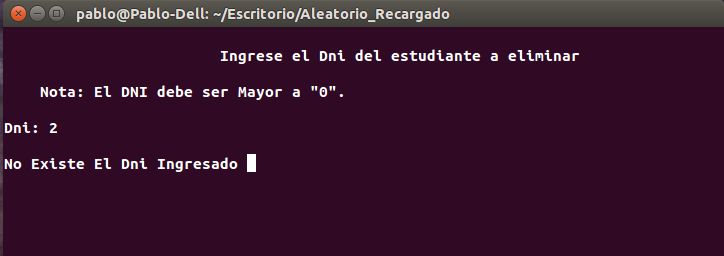 pablo@Pablo-Dell: ~/Escritorio/Aleatorio_Recargado
Ingrese el Dni del estudiante a eliminar
Nota: El DNI debe ser Mayor a "0".
Dni: 2
No Existe El Dni Ingresado